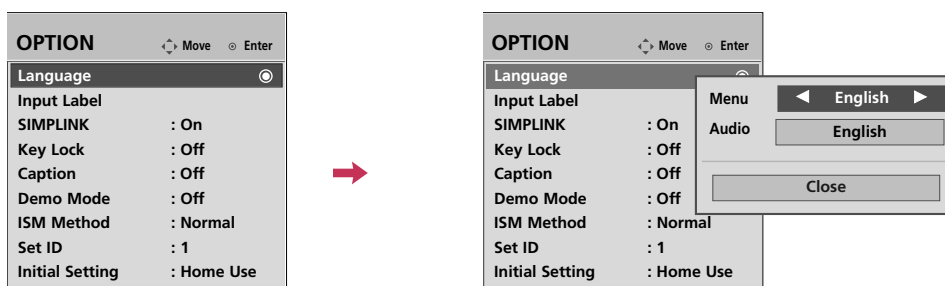 OPTION Move Enter
Language
Input Label
SIMPLINK : On
Key Lock : Off
Caption : Off
Demo Mode : Off
ISM Method : Normal
Set ID : 1
Initial Setting : Home Use
OPTION Move Enter
Language
Input Label
SIMPLINK : On
Key Lock : Off
Caption : Off
Demo Mode : Off
ISM Method : Normal
Set ID : 1
Initial Setting : Home Use
Menu ◀ English ▶
Audio English
Close